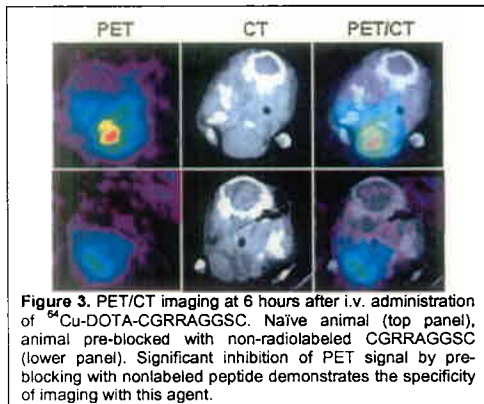 PET CT PET/CT
Figure 3. PET/CT imaging at 6 hours after i.v. administration
of ⁶⁴Cu-DOTA-CGRRAGGSC. Naïve animal (top panel),
animal pre-blocked with non-radiolabeled CGRRAGGSC
(lower panel). Significant inhibition of PET signal by pre-
blocking with nonlabeled peptide demonstrates the specificity
of imaging with this agent.